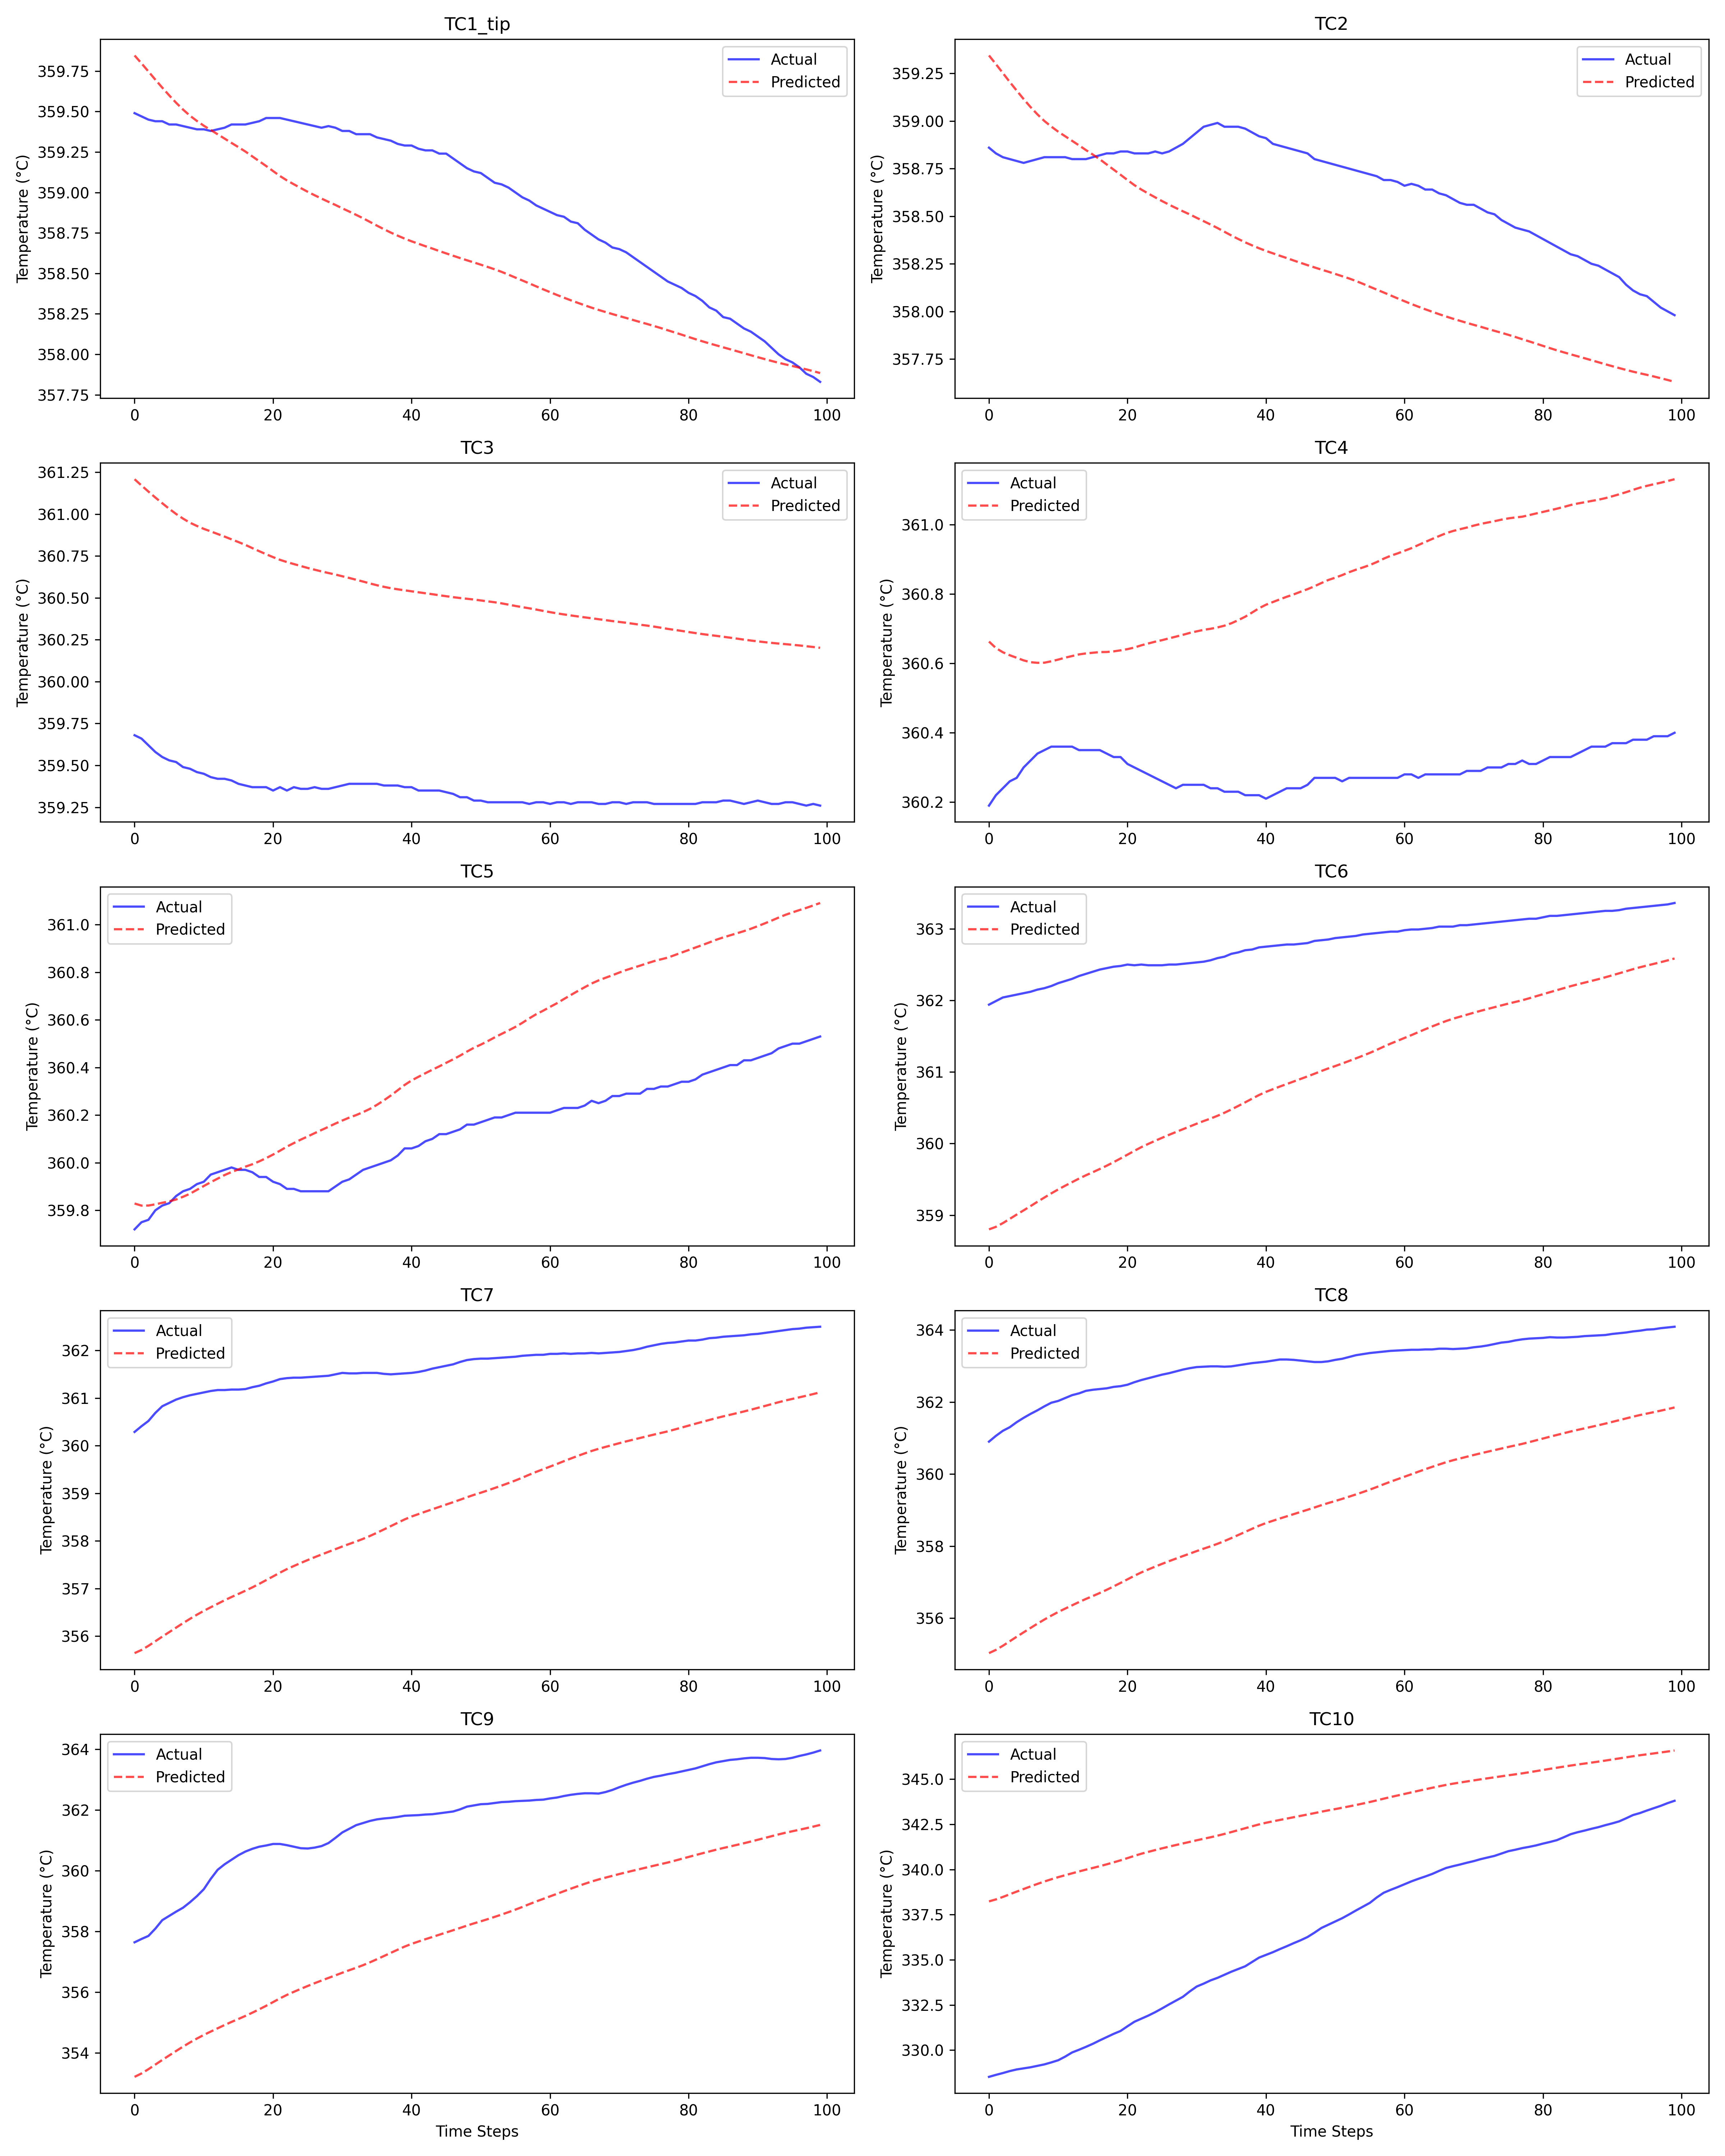 TC1_tip
Temperature (°C)
359.75
359.50
359.25
359.00
358.75
358.50
358.25
358.00
357.75
0 20 40 60 80 100
Actual
Predicted
TC2
Temperature (°C)
359.25
359.00
358.75
358.50
358.25
358.00
357.75
0 20 40 60 80 100
Actual
Predicted
TC3
Temperature (°C)
361.25
361.00
360.75
360.50
360.25
360.00
359.75
359.50
359.25
0 20 40 60 80 100
Actual
Predicted
TC4
Temperature (°C)
361.0
360.8
360.6
360.4
360.2
0 20 40 60 80 100
Actual
Predicted
TC5
Temperature (°C)
361.0
360.8
360.6
360.4
360.2
360.0
359.8
0 20 40 60 80 100
Actual
Predicted
TC6
Temperature (°C)
363
362
361
360
359
0 20 40 60 80 100
Actual
Predicted
TC7
Temperature (°C)
362
361
360
359
358
357
356
0 20 40 60 80 100
Actual
Predicted
TC8
Temperature (°C)
364
362
360
358
356
0 20 40 60 80 100
Actual
Predicted
TC9
Temperature (°C)
364
362
360
358
356
354
0 20 40 60 80 100
Time Steps
Actual
Predicted
TC10
Temperature (°C)
345.0
342.5
340.0
337.5
335.0
332.5
330.0
0 20 40 60 80 100
Time Steps
Actual
Predicted